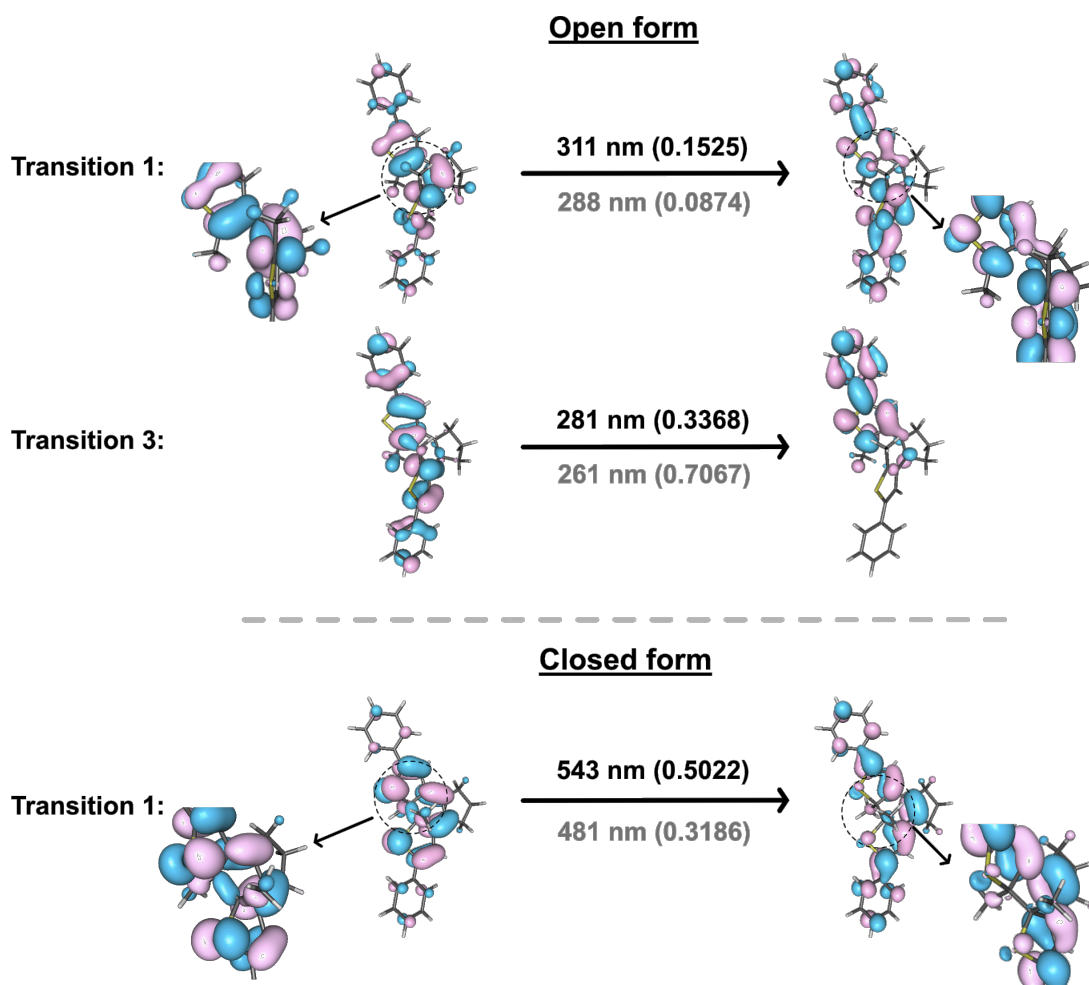 Open form
Transition 1:
311 nm (0.1525)
288 nm (0.0874)
Transition 3:
281 nm (0.3368)
261 nm (0.7067)
Closed form
Transition 1:
543 nm (0.5022)
481 nm (0.3186)